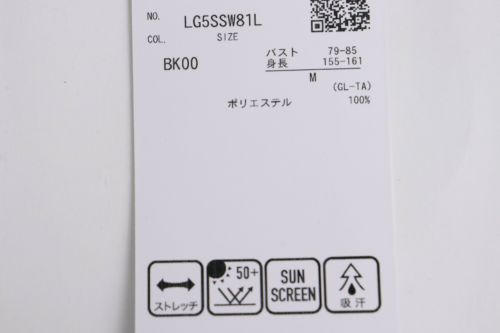 NO. LG5SSW81L
COL. SIZE
BK00
バスト 79-85
身長 155-161
M
(GL-TA)
ポリエステル 100%
ストレッチ
50+
SUN
SCREEN
吸汗